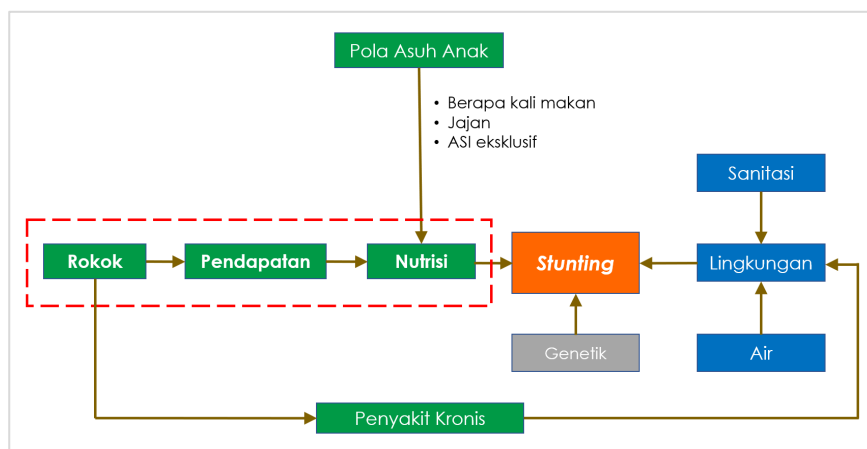 Pola Asuh Anak
• Berapa kali makan
• Jajan
• ASI eksklusif
Sanitasi
Rokok
Pendapatan
Nutrisi
Stunting
Lingkungan
Genetik
Air
Penyakit Kronis